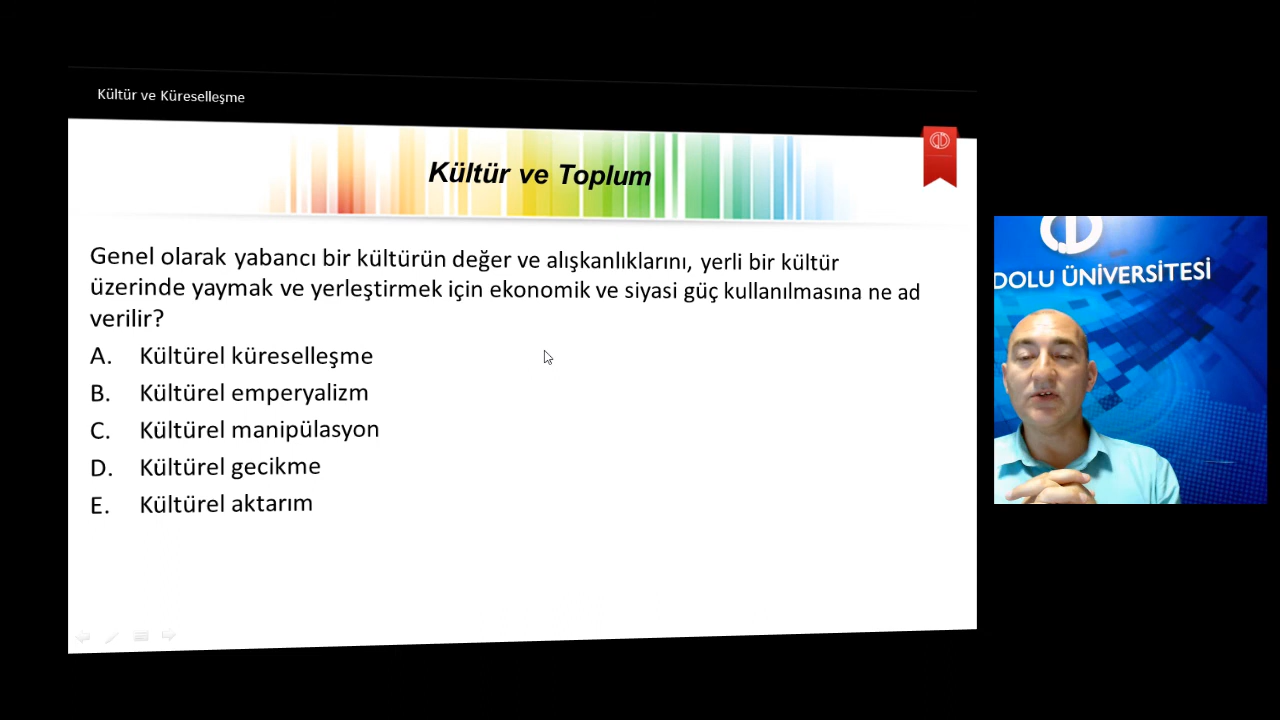 Kültür ve Küreselleşme
Kültür ve Toplum
Genel olarak yabancı bir kültürün değer ve alışkanlıklarını, yerli bir kültür
üzerinde yaymak ve yerleştirmek için ekonomik ve siyasi güç kullanılmasına ne ad
verilir?
A. Kültürel küreselleşme
B. Kültürel emperyalizm
C. Kültürel manipülasyon
D. Kültürel gecikme
E. Kültürel aktarım
DOLU ÜNİVERSİTESİ